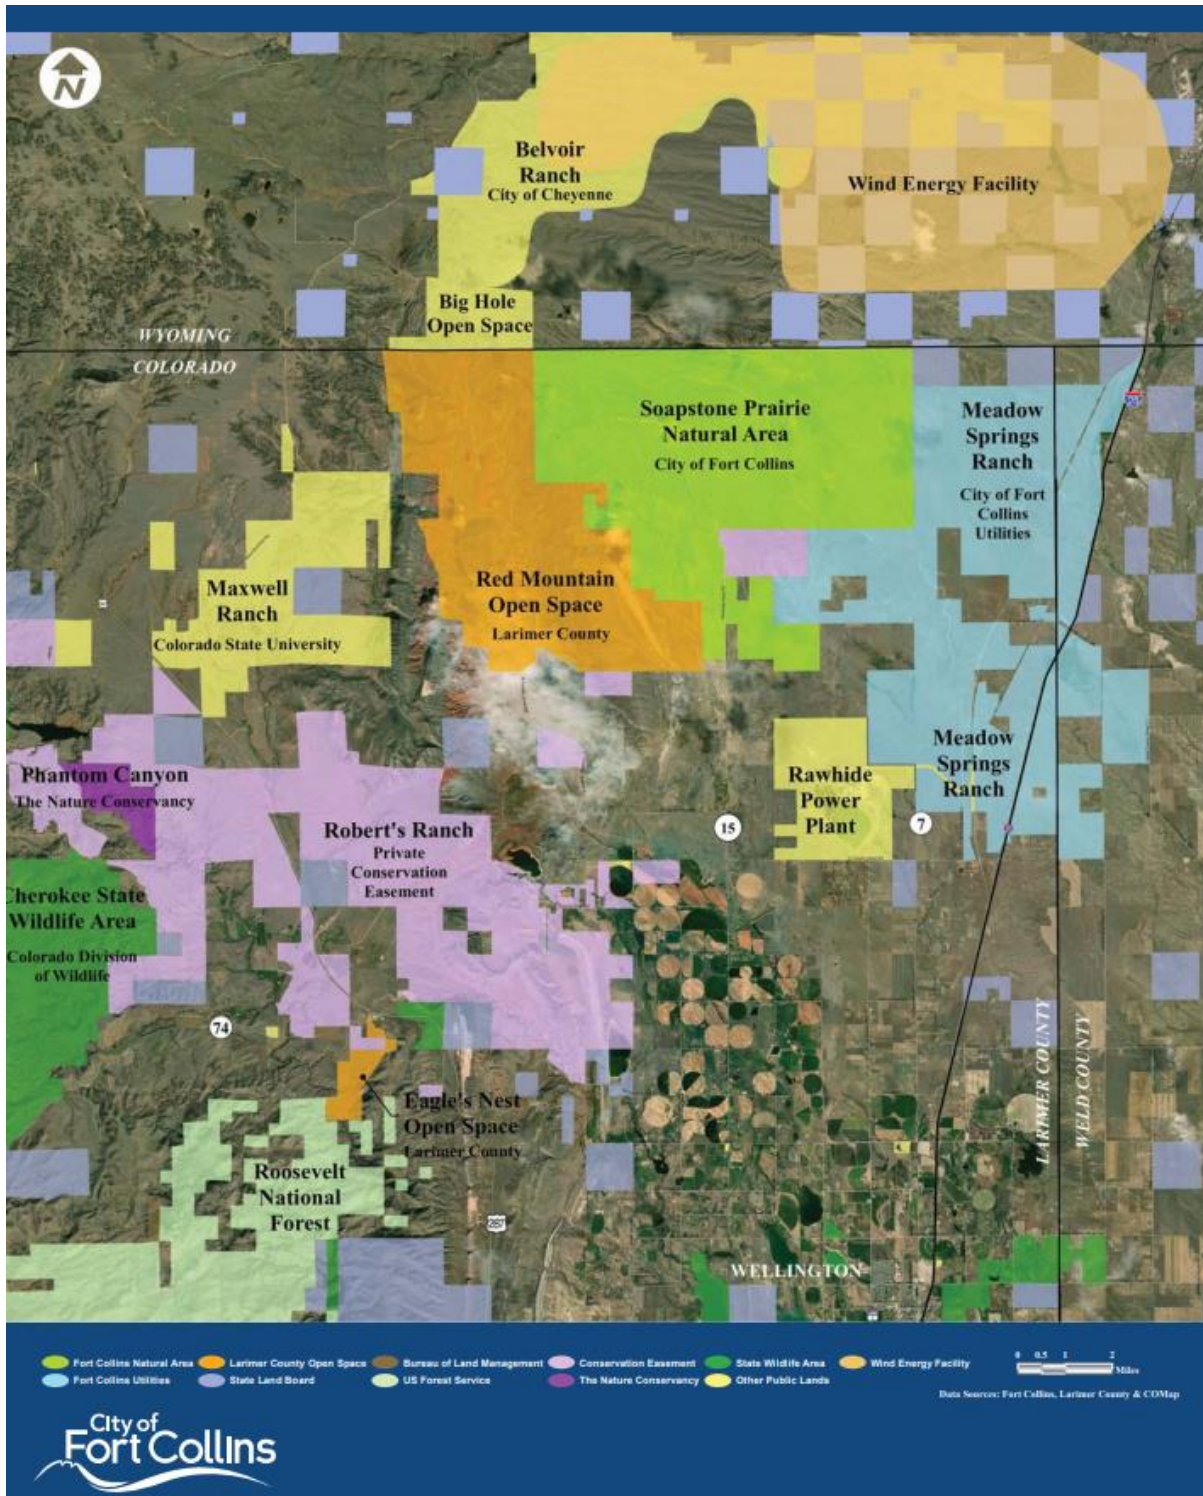 N
Belvoir
Ranch
City of Cheyenne
Wind Energy Facility
Big Hole
Open Space
WYOMING
COLORADO
Soapstone Prairie
Natural Area
City of Fort Collins
Meadow
Springs
Ranch
City of Fort
Collins
Utilities
Red Mountain
Open Space
Larimer County
Maxwell
Ranch
Colorado State University
Phantom Canyon
The Nature Conservancy
Robert's Ranch
Private
Conservation
Easement
Rawhide
Power
Plant
Meadow
Springs
Ranch
15
7
Cherokee State
Wildlife Area
Colorado Division
of Wildlife
74
Eagle's Nest
Open Space
Larimer County
Roosevelt
National
Forest
287
WELLINGTON
LARIMER COUNTY
WELD COUNTY
Fort Collins Natural Area
Larimer County Open Space
Bureau of Land Management
Conservation Easement
State Wildlife Area
Wind Energy Facility
Fort Collins Utilities
State Land Board
US Forest Service
The Nature Conservancy
Other Public Lands
0 0.5 1 2
Miles
Data Sources: Fort Collins, Larimer County & COMap
City of
Fort Collins